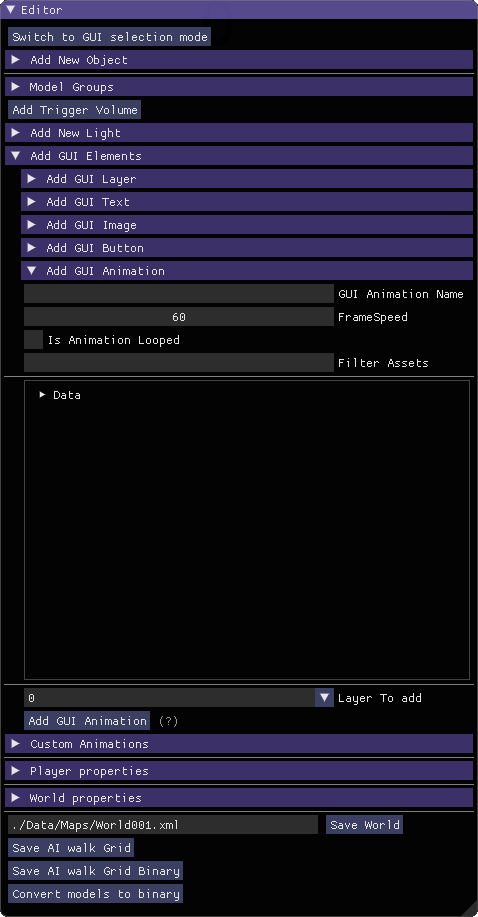 Editor
Switch to GUI selection mode
Add New Object
Model Groups
Add Trigger Volume
Add New Light
Add GUI Elements
Add GUI Layer
Add GUI Text
Add GUI Image
Add GUI Button
Add GUI Animation
GUI Animation Name
60 FrameSpeed
Is Animation Looped
Filter Assets
Data
0 Layer To add
Add GUI Animation (?)
Custom Animations
Player properties
World properties
./Data/Maps/World001.xml Save World
Save AI walk Grid
Save AI walk Grid Binary
Convert models to binary